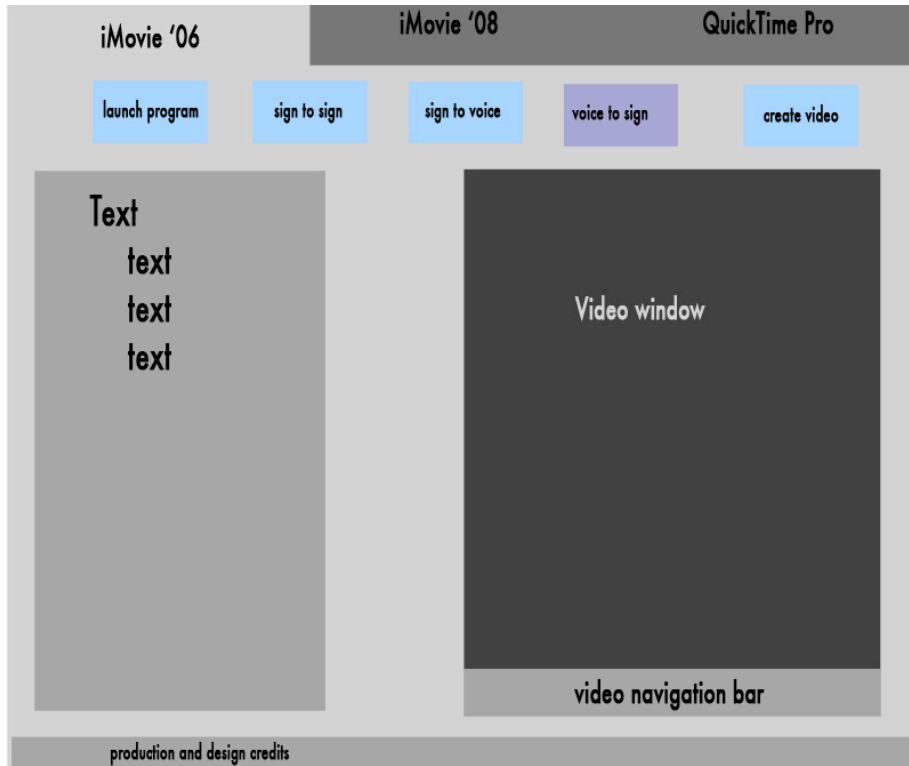 iMovie ‘06
iMovie ‘08
QuickTime Pro
launch program
sign to sign
sign to voice
voice to sign
create video
Text
text
text
text
Video window
video navigation bar
production and design credits